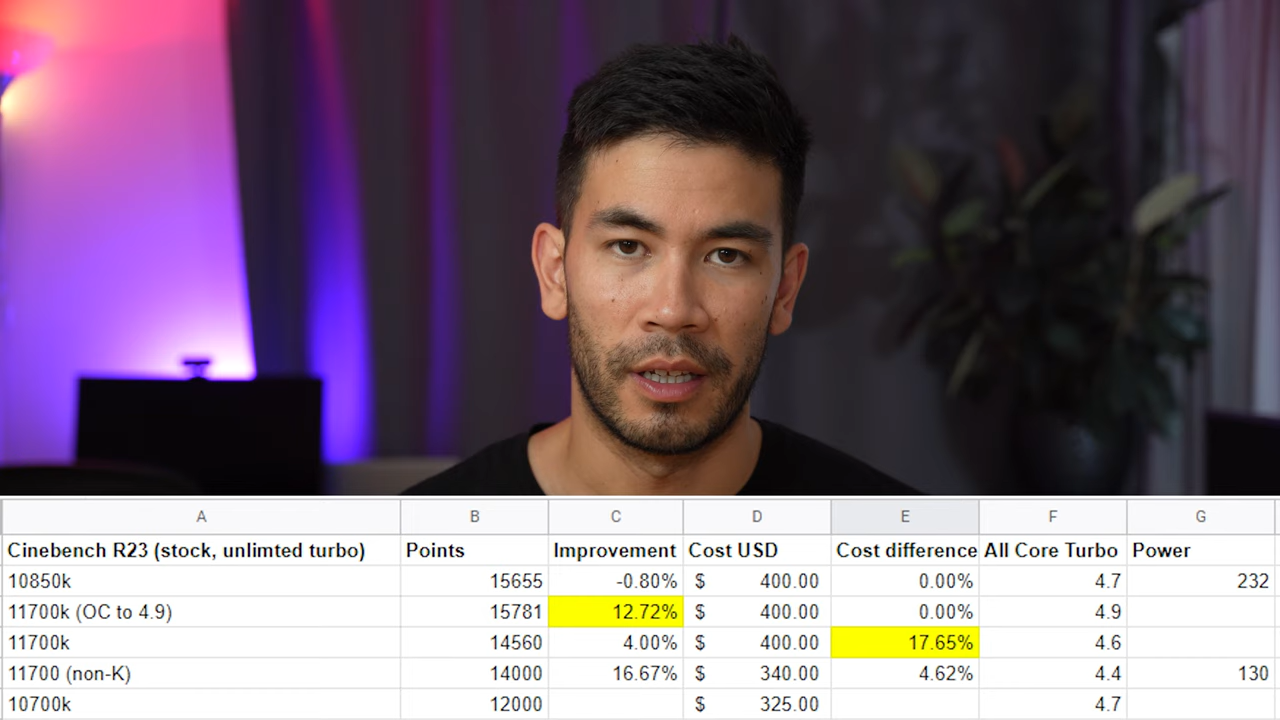 A B C D E F G
Cinebench R23 (stock, unlimted turbo) Points Improvement Cost USD Cost difference All Core Turbo Power
10850k 15655 -0.80% $ 400.00 0.00% 4.7 232
11700k (OC to 4.9) 15781 12.72% $ 400.00 0.00% 4.9
11700k 14560 4.00% $ 400.00 17.65% 4.6
11700 (non-K) 14000 16.67% $ 340.00 4.62% 4.4 130
10700k 12000 $ 325.00 4.7